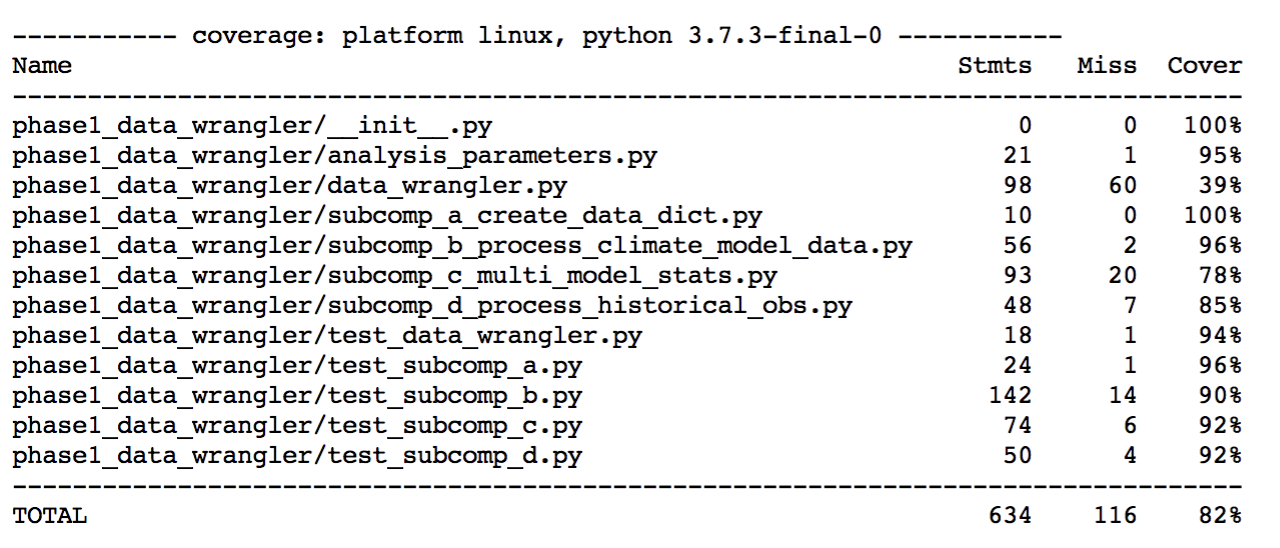 ----------- coverage: platform linux, python 3.7.3-final-0 -----------
Name                                                           Stmts   Miss  Cover
----------------------------------------------------------------------------------
phase1_data_wrangler/__init__.py                                   0      0   100%
phase1_data_wrangler/analysis_parameters.py                       21      1    95%
phase1_data_wrangler/data_wrangler.py                             98     60    39%
phase1_data_wrangler/subcomp_a_create_data_dict.py                10      0   100%
phase1_data_wrangler/subcomp_b_process_climate_model_data.py      56      2    96%
phase1_data_wrangler/subcomp_c_multi_model_stats.py               93     20    78%
phase1_data_wrangler/subcomp_d_process_historical_obs.py          48      7    85%
phase1_data_wrangler/test_data_wrangler.py                        18      1    94%
phase1_data_wrangler/test_subcomp_a.py                            24      1    96%
phase1_data_wrangler/test_subcomp_b.py                           142     14    90%
phase1_data_wrangler/test_subcomp_c.py                            74      6    92%
phase1_data_wrangler/test_subcomp_d.py                            50      4    92%
----------------------------------------------------------------------------------
TOTAL                                                            634    116    82%